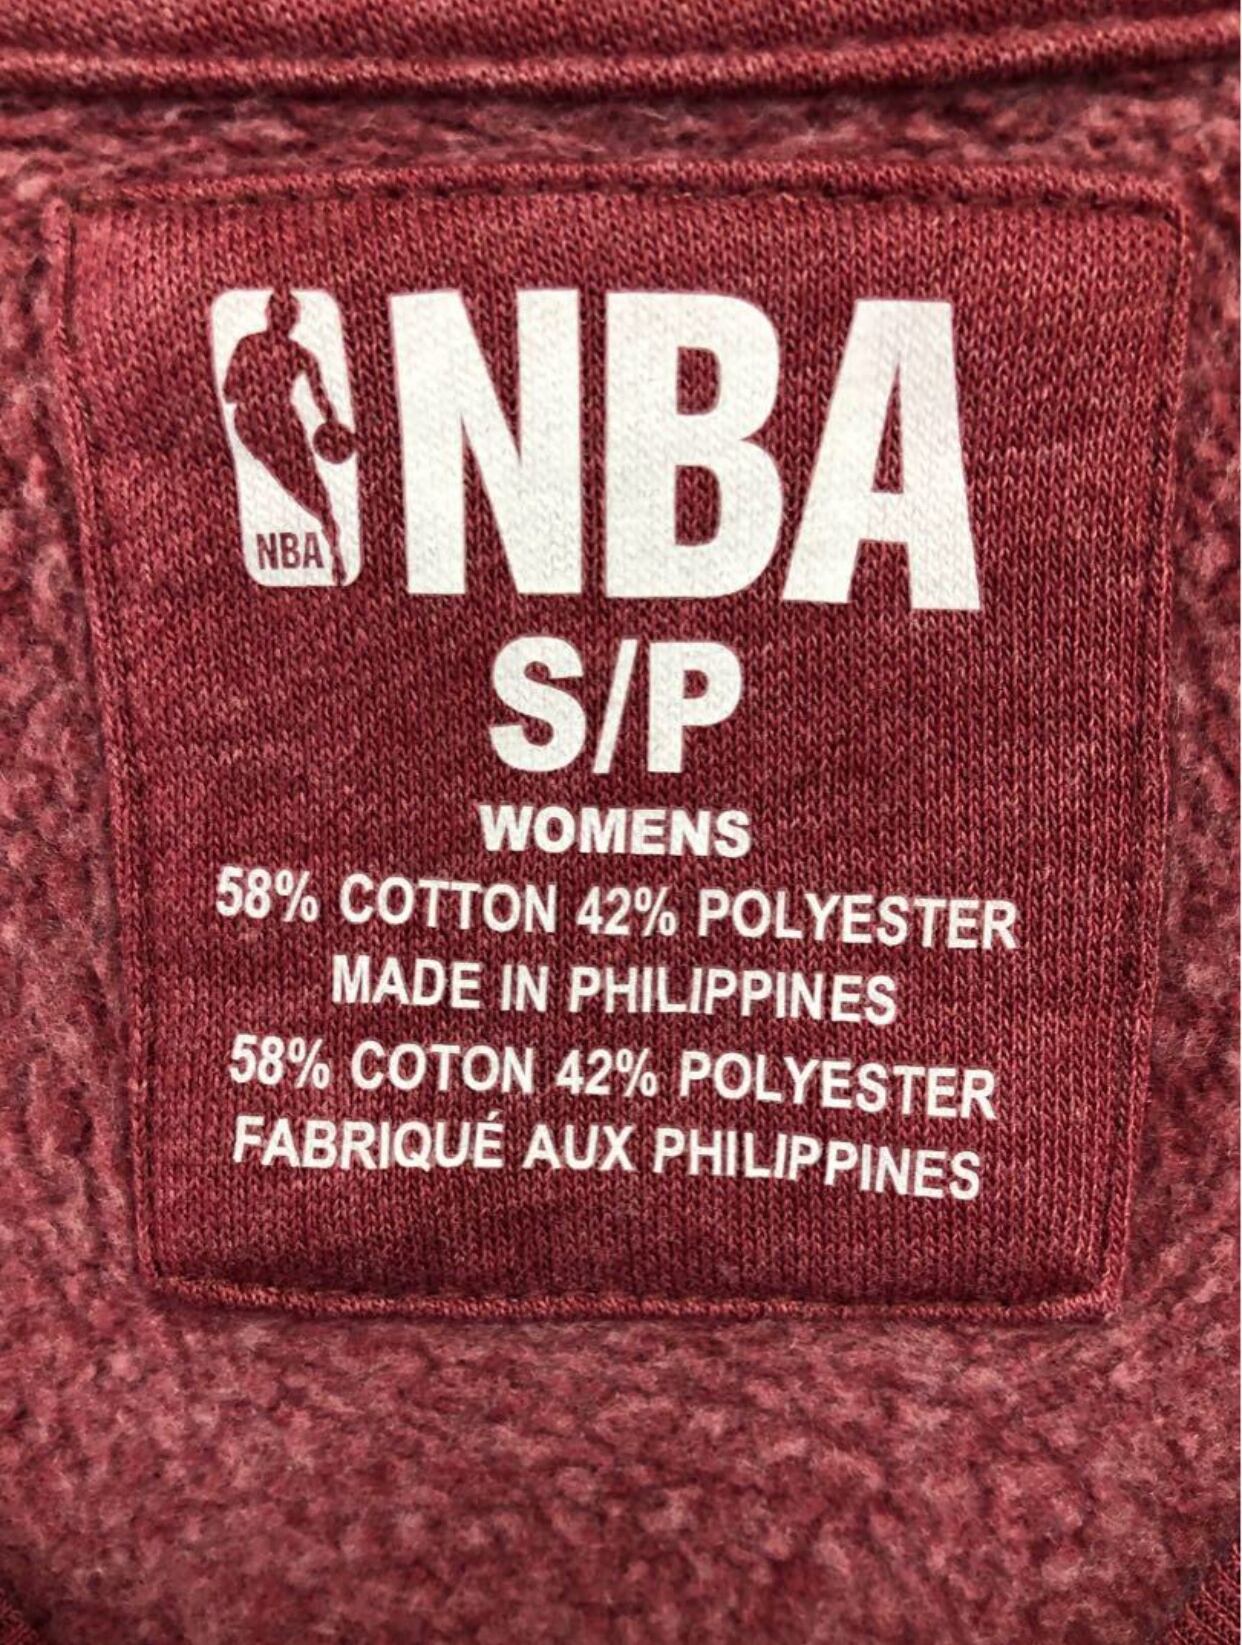 NBA
NBA
S/P
WOMENS
58% COTTON 42% POLYESTER
MADE IN PHILIPPINES
58% COTON 42% POLYESTER
FABRIQUÉ AUX PHILIPPINES